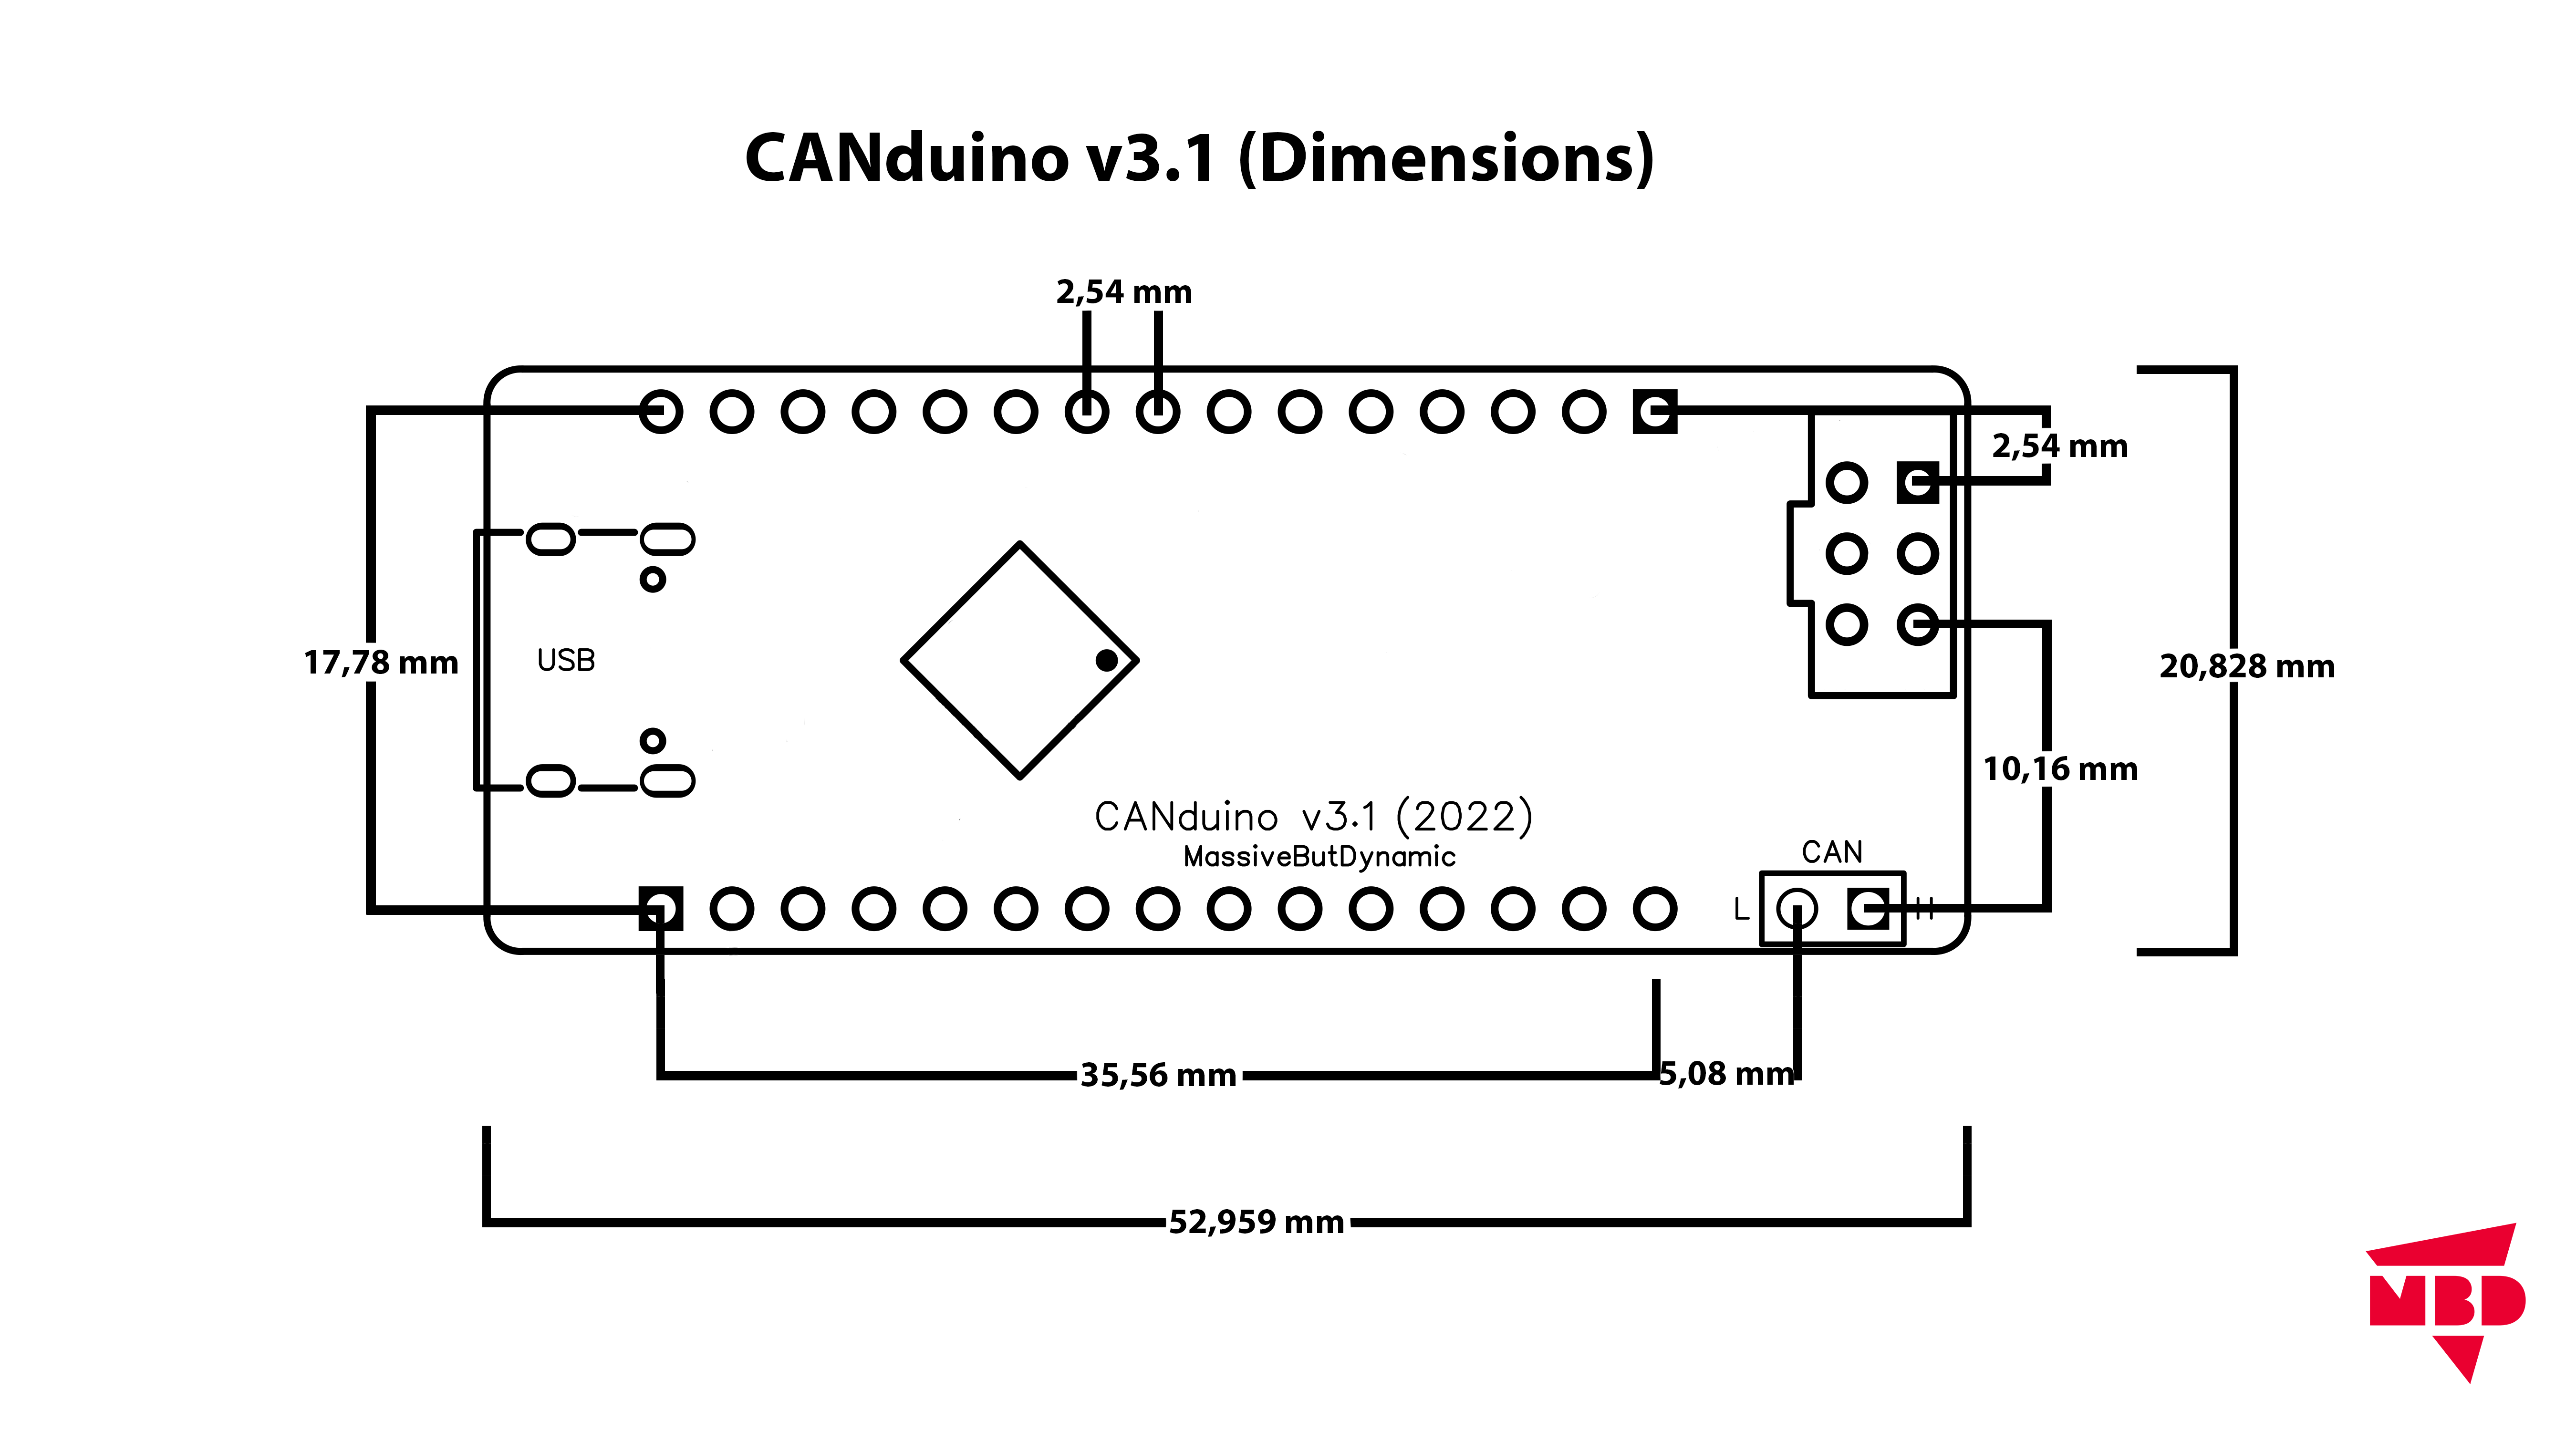 CANduino v3.1 (Dimensions)
2,54 mm
2,54 mm
17,78 mm
USB
20,828 mm
10,16 mm
CANduino v3.1 (2022)
MassiveButDynamic
CAN
L
H
35,56 mm
5,08 mm
52,959 mm
MBD